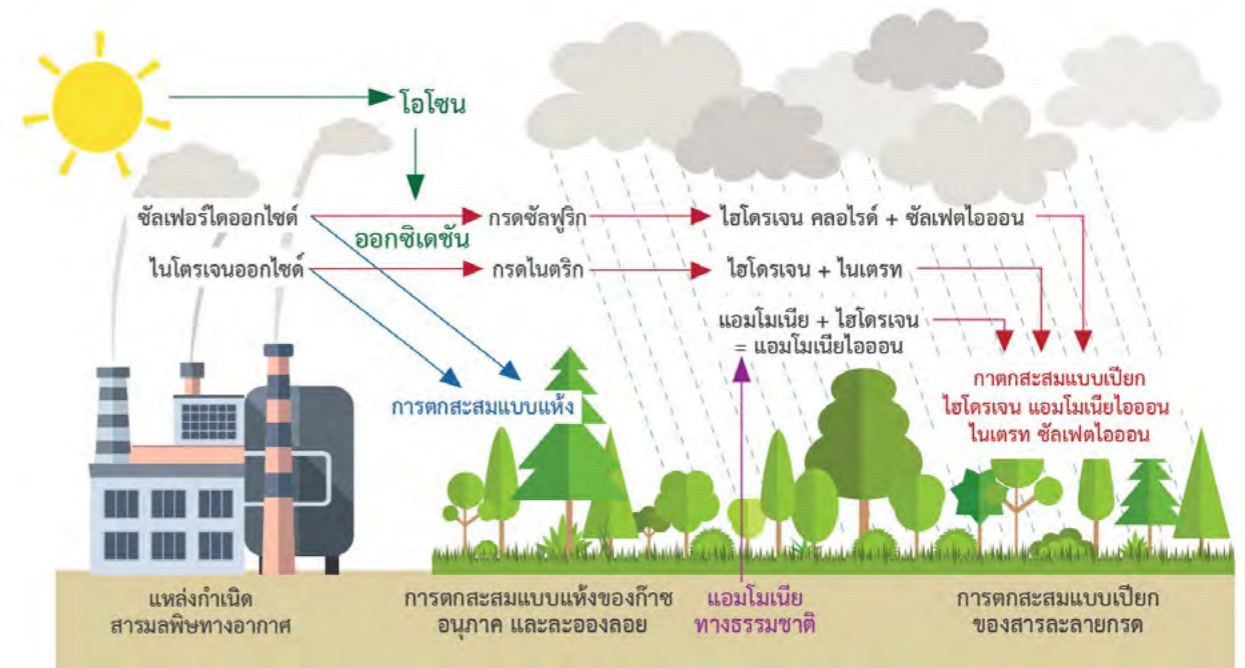 โอโซน
ซัลเฟอร์ไดออกไซด์
กรดซัลฟูริก
ไฮโดรเจน คลอไรด์ + ซัลเฟตไอออน
ออกซิเดชัน
ไนโตรเจนออกไซด์
กรดไนตริก
ไฮโดรเจน + ไนเตรท
แอมโมเนีย + ไฮโดรเจน
= แอมโมเนียไอออน
การตกสะสมแบบแห้ง
กาตกสะสมแบบเปียก
ไฮโดรเจน แอมโมเนียไอออน
ไนเตรท ซัลเฟตไอออน
แหล่งกำเนิด
สารมลพิษทางอากาศ
การตกสะสมแบบแห้งของก๊าซ
อนุภาค และละอองลอย
แอมโมเนีย
ทางธรรมชาติ
การตกสะสมแบบเปียก
ของสารละลายกรด